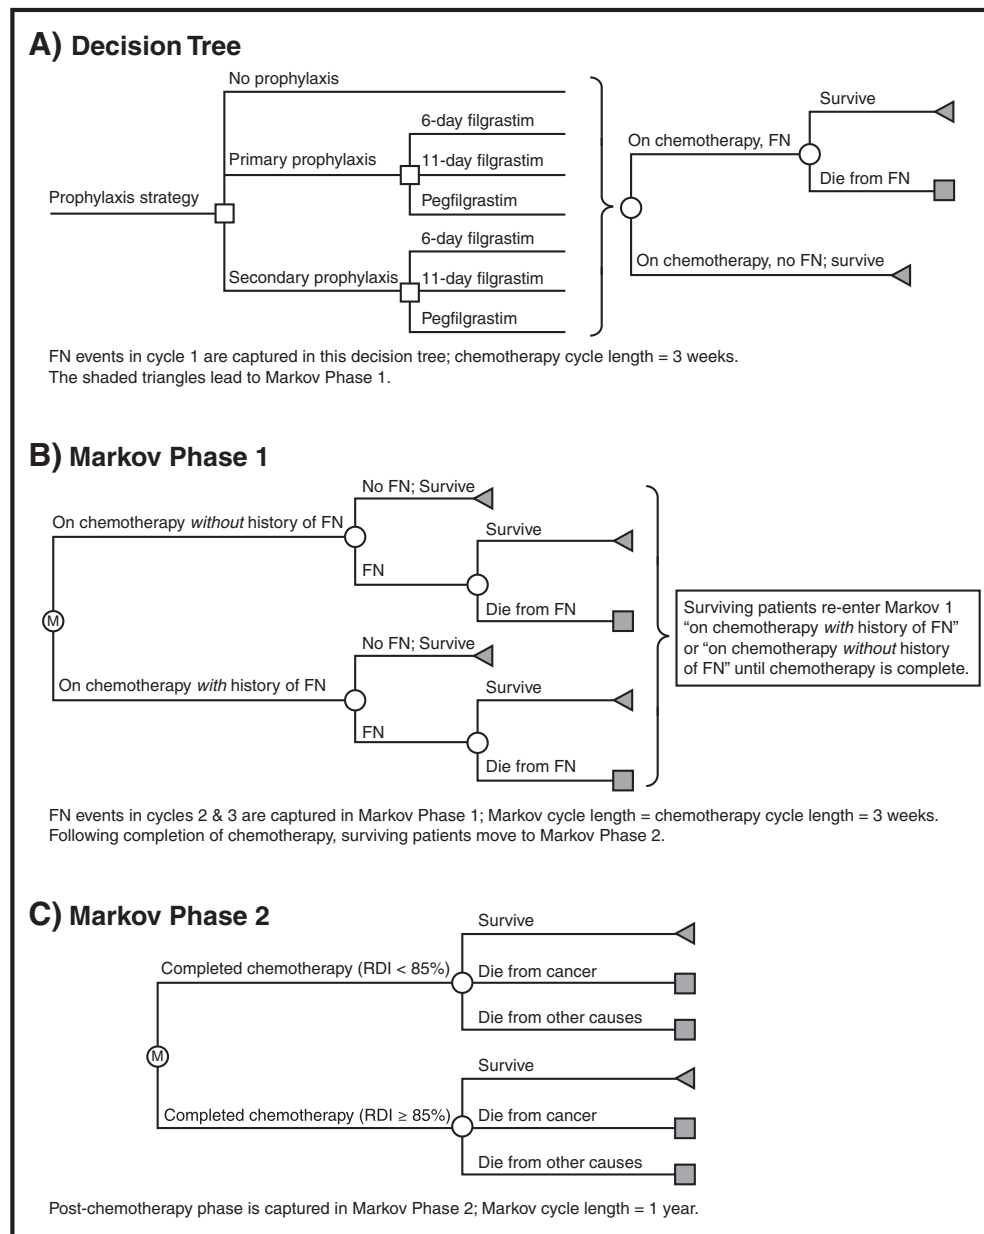 A) Decision Tree
No prophylaxis
Prophylaxis strategy
Primary prophylaxis
6-day filgrastim
11-day filgrastim
Pegfilgrastim
Secondary prophylaxis
6-day filgrastim
11-day filgrastim
Pegfilgrastim
On chemotherapy, FN
Survive
Die from FN
On chemotherapy, no FN; survive
FN events in cycle 1 are captured in this decision tree; chemotherapy cycle length = 3 weeks.
The shaded triangles lead to Markov Phase 1.
B) Markov Phase 1
M
On chemotherapy without history of FN
No FN; Survive
FN
Survive
Die from FN
On chemotherapy with history of FN
No FN; Survive
FN
Survive
Die from FN
Surviving patients re-enter Markov 1
“on chemotherapy with history of FN”
or “on chemotherapy without history
of FN” until chemotherapy is complete.
FN events in cycles 2 & 3 are captured in Markov Phase 1; Markov cycle length = chemotherapy cycle length = 3 weeks.
Following completion of chemotherapy, surviving patients move to Markov Phase 2.
C) Markov Phase 2
M
Completed chemotherapy (RDI < 85%)
Survive
Die from cancer
Die from other causes
Completed chemotherapy (RDI ≥ 85%)
Survive
Die from cancer
Die from other causes
Post-chemotherapy phase is captured in Markov Phase 2; Markov cycle length = 1 year.